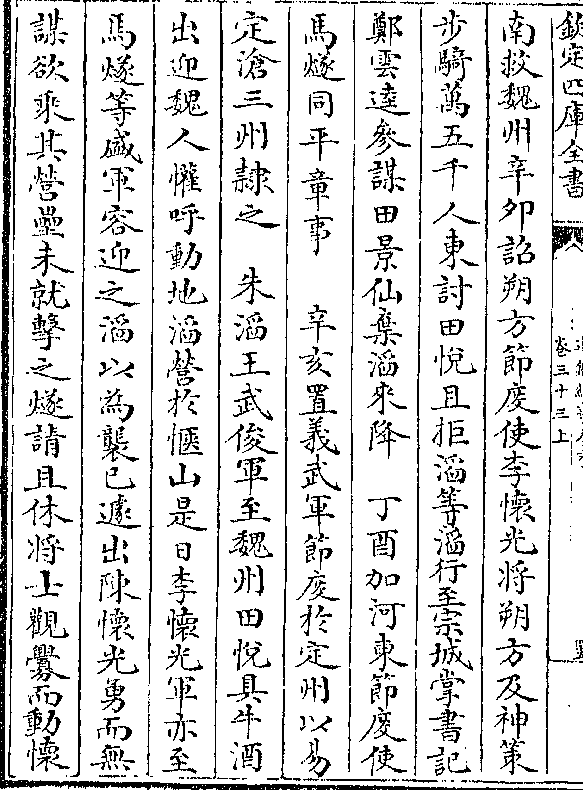 欽定四庫全書
卷三十三上
南救魏州辛卯詔朔方節度使李懷光将朔方及神策
步騎萬五千人東討田悦且拒滔等滔行至宗城掌書記
鄭雲逵參謀田景仙棄滔來降　丁酉加河東節度使
馬燧同平章事　辛亥置義武軍節度於定州以易
定滄三州隸之　朱滔王武俊軍至魏州田悦具牛酒
出迎魏人懽呼動地滔營於愜山是日李懷光軍亦至
馬燧等盛軍容迎之滔以為襲已遽出陳懷光勇而無
謀欲乘其營壘未就擊之燧請且休将士觀釁而動懷